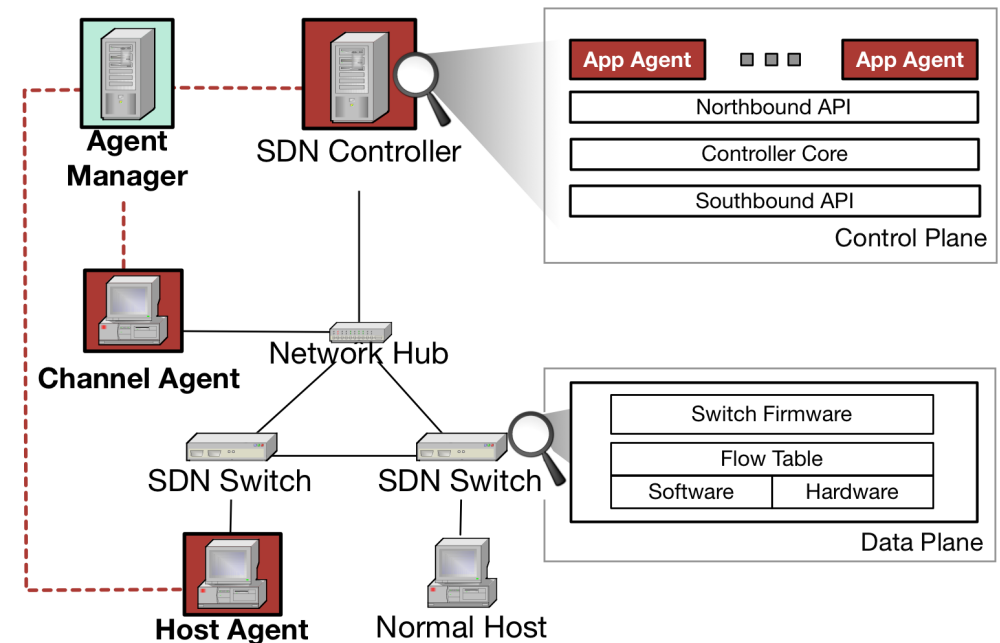 Agent
Manager
SDN Controller
App Agent
App Agent
Northbound API
Controller Core
Southbound API
Control Plane
Channel Agent
Network Hub
SDN Switch
SDN Switch
Switch Firmware
Flow Table
Software
Hardware
Data Plane
Host Agent
Normal Host